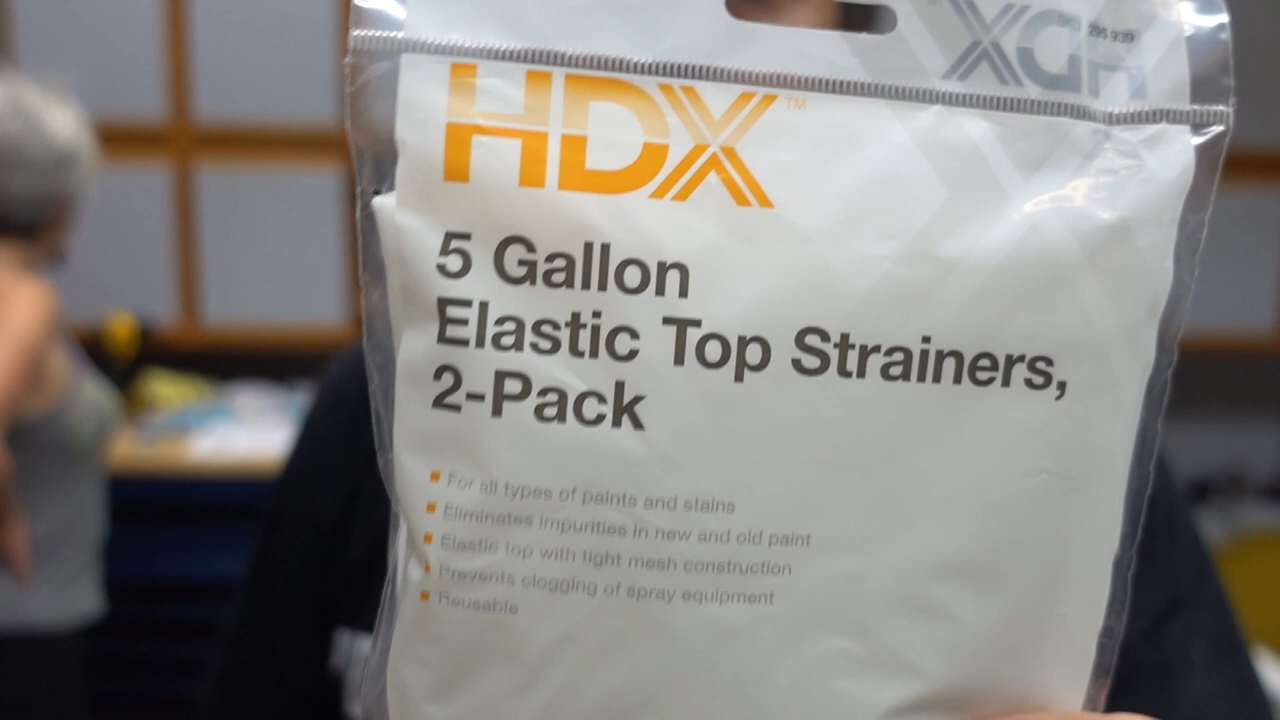 HDX™
5 Gallon
Elastic Top Strainers,
2-Pack
For all types of paints and stains
Eliminates impurities in new and old paint
Elastic top with tight mesh construction
Prevents clogging of spray equipment
Reusable